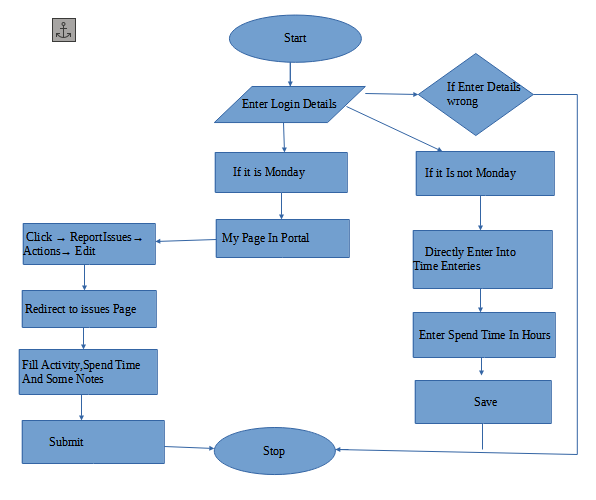 Start
Enter Login Details
If Enter Details
wrong
If it is Monday
If it Is not Monday
My Page In Portal
Click → ReportIssues→
Actions→ Edit
Directly Enter Into
Time Enteries
Redirect to issues Page
Enter Spend Time In Hours
Fill Activity,Spend Time
And Some Notes
Save
Submit
Stop